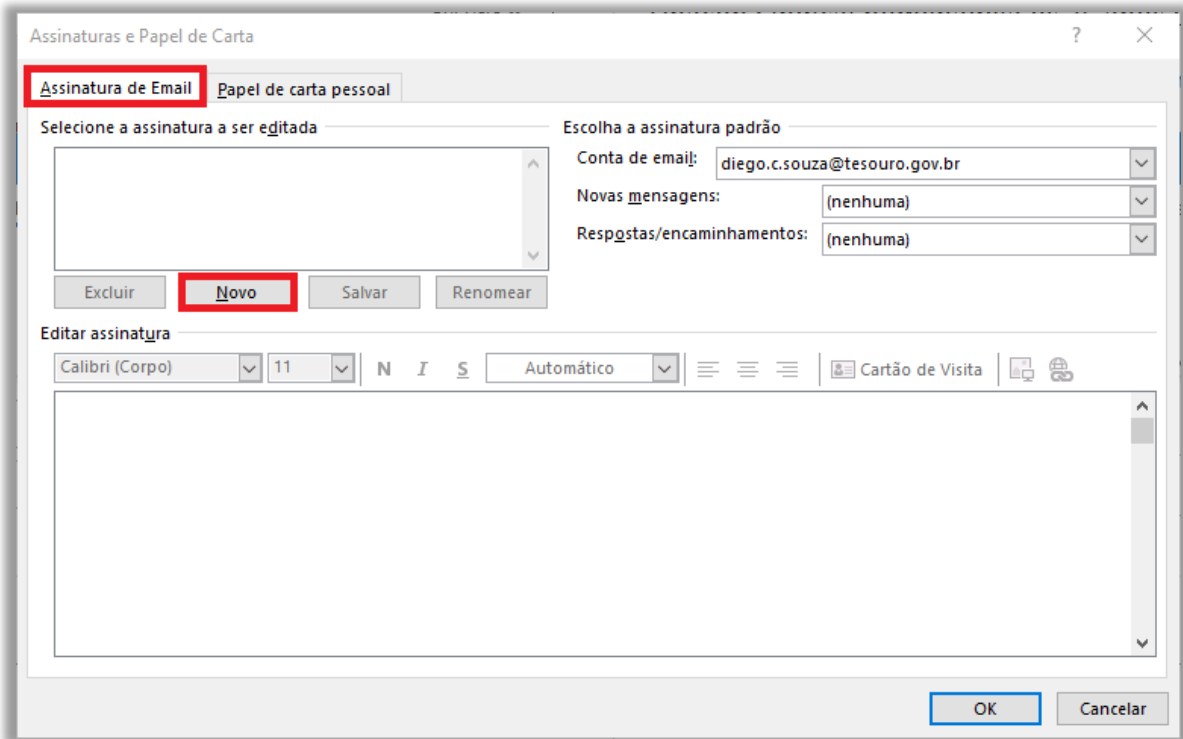 Assinaturas e Papel de Carta ?
Assinatura de Email Papel de carta pessoal
Selecione a assinatura a ser editada
Escolha a assinatura padrão
Conta de email: diego.c.souza@tesouro.gov.br
Novas mensagens: (nenhuma)
Respostas/encaminhamentos: (nenhuma)
Excluir Novo Salvar Renomear
Editar assinatura
Calibri (Corpo) 11 N I S Automático Cartão de Visita
OK Cancelar